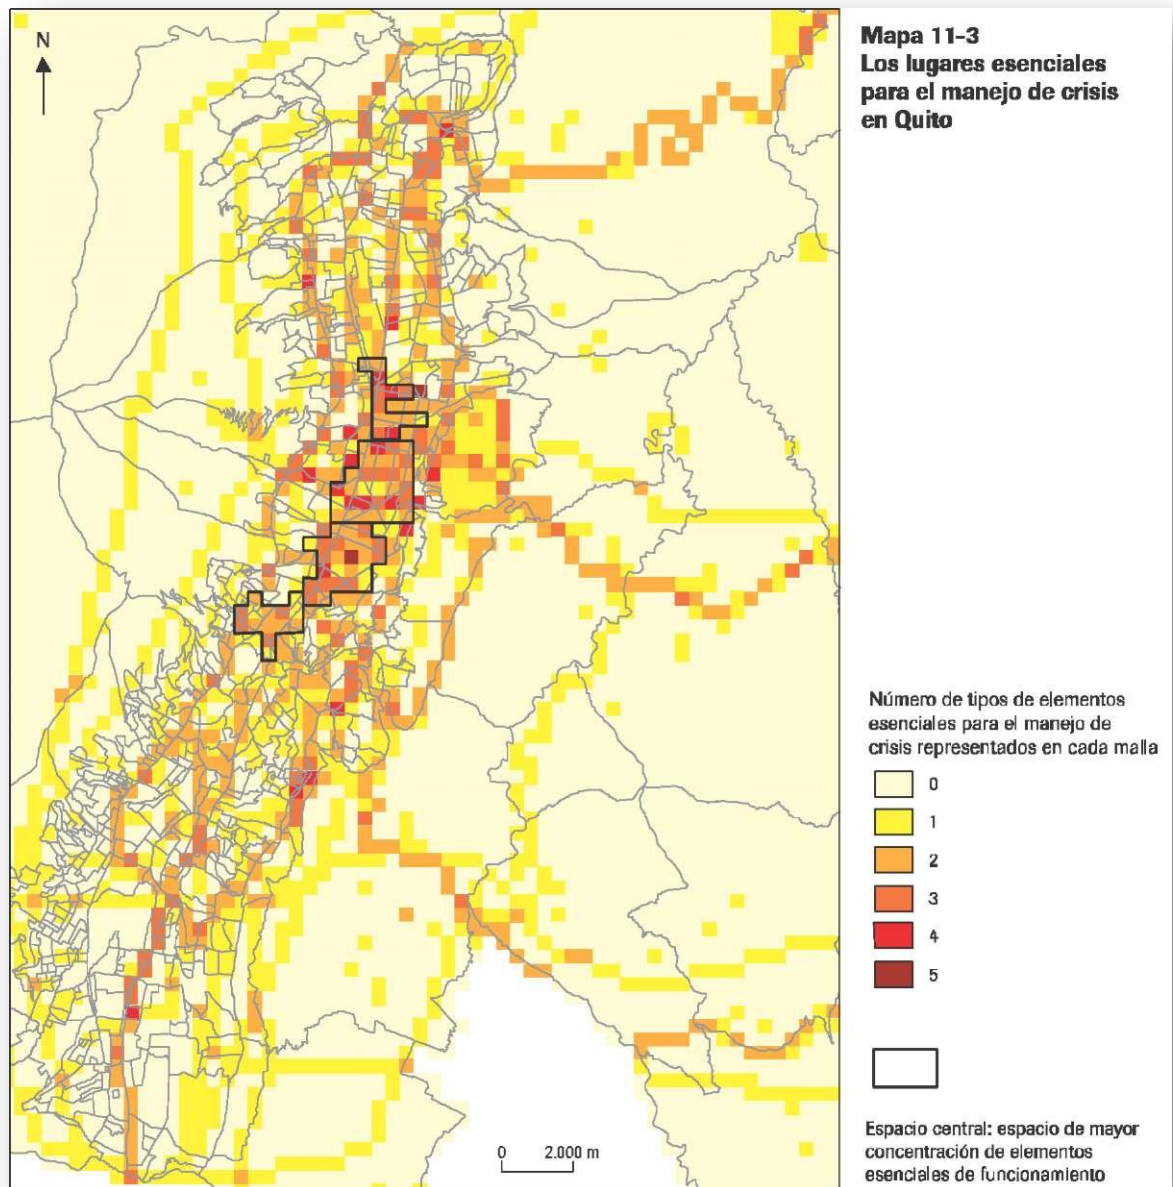 N
Mapa 11-3
Los lugares esenciales
para el manejo de crisis
en Quito
Número de tipos de elementos
esenciales para el manejo de
crisis representados en cada malla
0
1
2
3
4
5
Espacio central: espacio de mayor
concentración de elementos
esenciales de funcionamiento
0 2.000 m